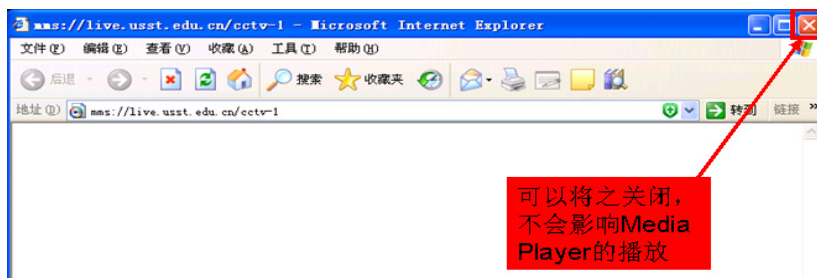 mms://live.usst.edu.cn/cctv-1 - Microsoft Internet Explorer
文件(F) 编辑(E) 查看(V) 收藏(A) 工具(T) 帮助(H)
后退 搜索 收藏夹
地址(D) mms://live.usst.edu.cn/cctv-1 转到 链接 »
可以将之关闭,
不会影响Media
Player的播放